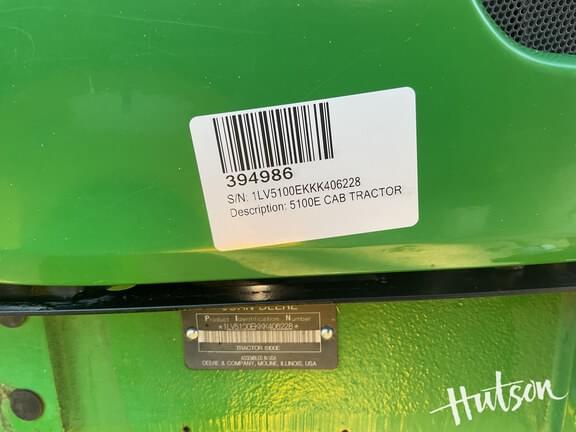 394986
S/N: 1LV5100EKKK406228
Description: 5100E CAB TRACTOR
JOHN DEERE
Product Identification Number
*1LV5100EKKK406228*
TRACTOR 5100E
ASSEMBLED IN USA
DEERE & COMPANY, MOLINE, ILLINOIS, USA
Hutson